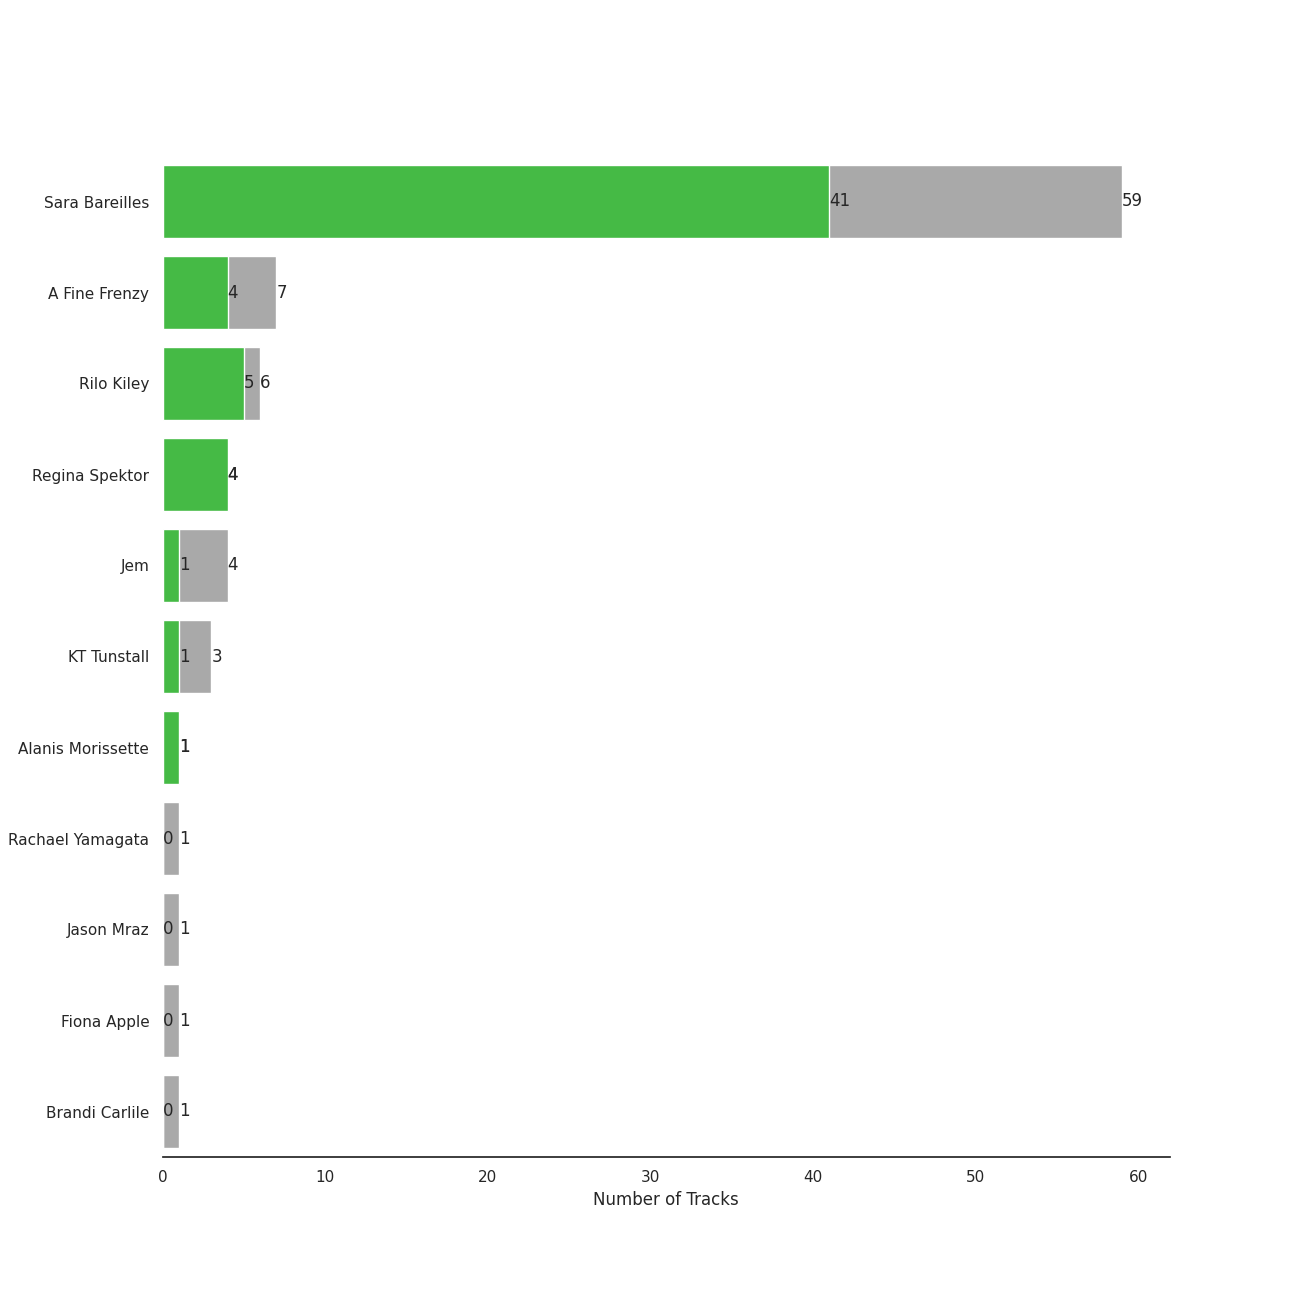 Sara Bareilles 41 59
A Fine Frenzy 4 7
Rilo Kiley 5 6
Regina Spektor 4
Jem 1 4
KT Tunstall 1 3
Alanis Morissette 1
Rachael Yamagata 0 1
Jason Mraz 0 1
Fiona Apple 0 1
Brandi Carlile 0 1
0 10 20 30 40 50 60
Number of Tracks